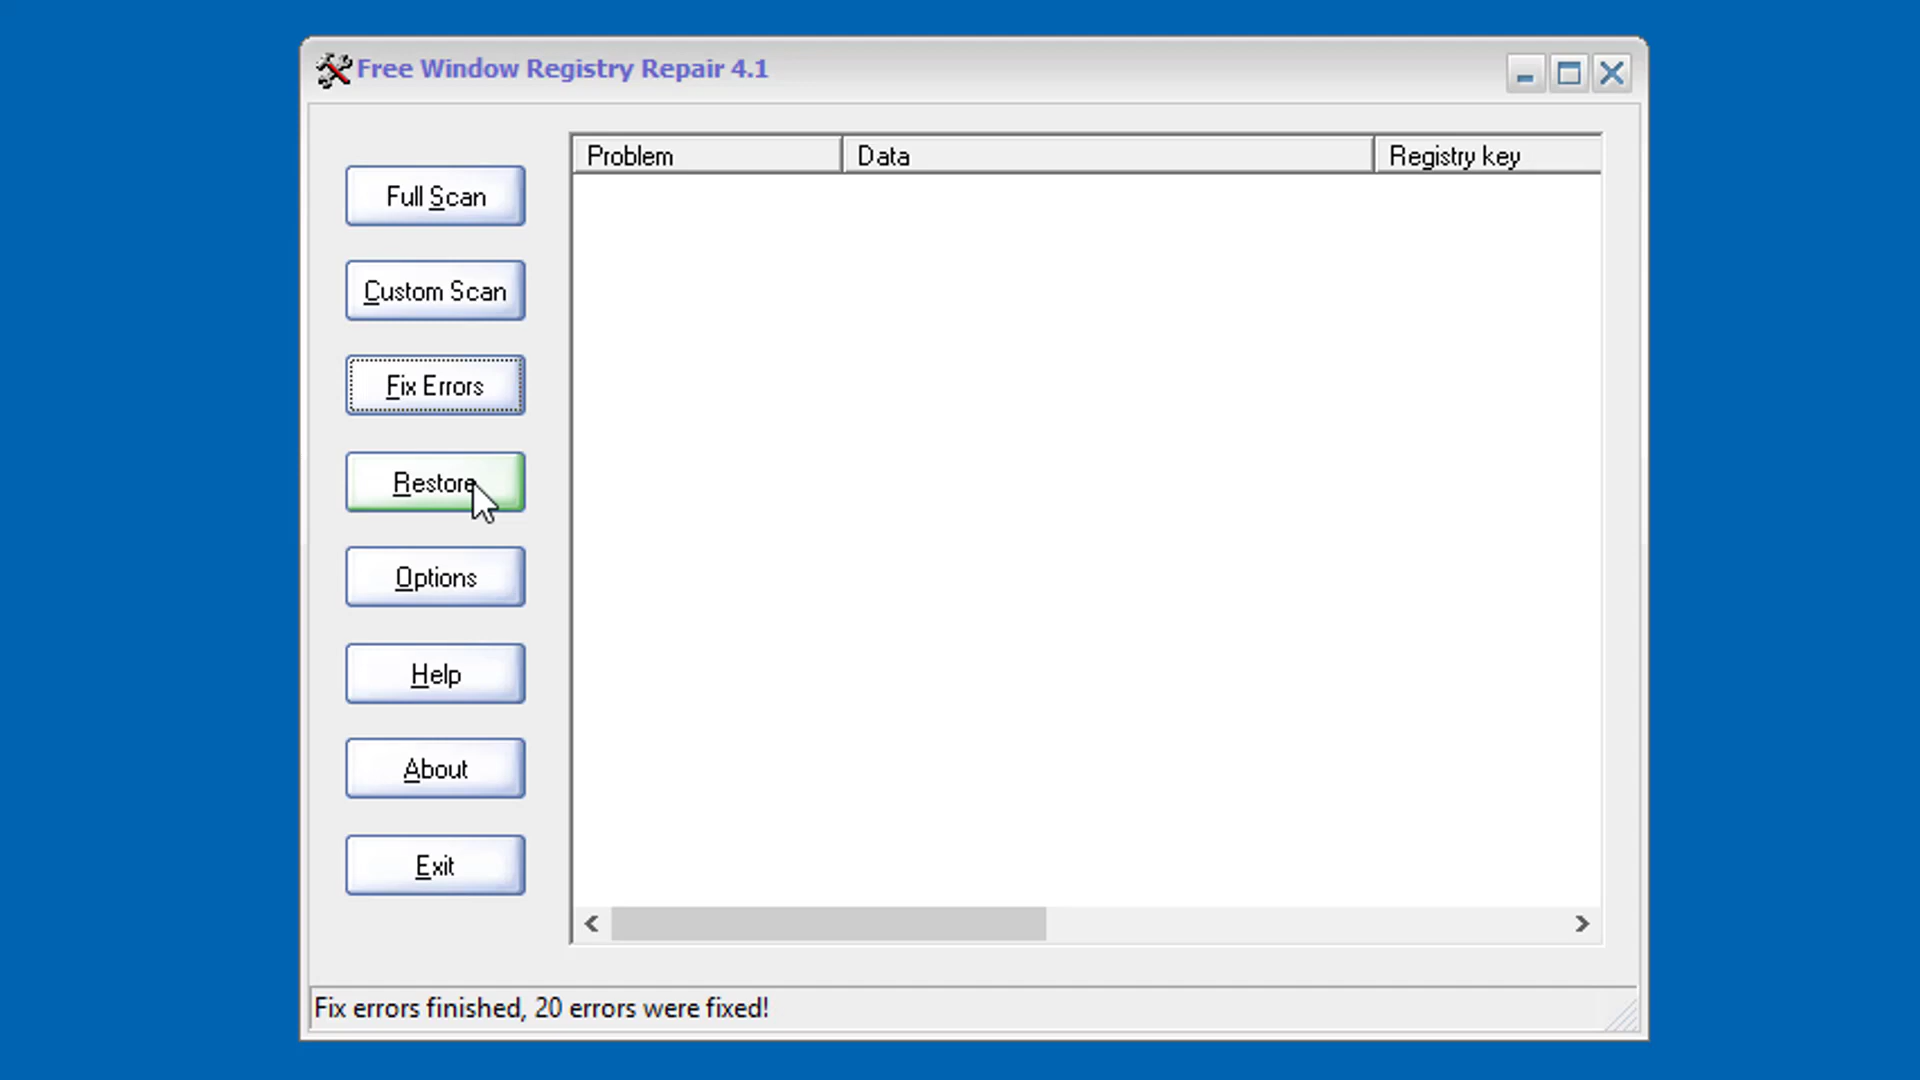 Free Window Registry Repair 4.1
Problem Data Registry key
Full Scan
Custom Scan
Fix Errors
Restore
Options
Help
About
Exit
Fix errors finished, 20 errors were fixed!